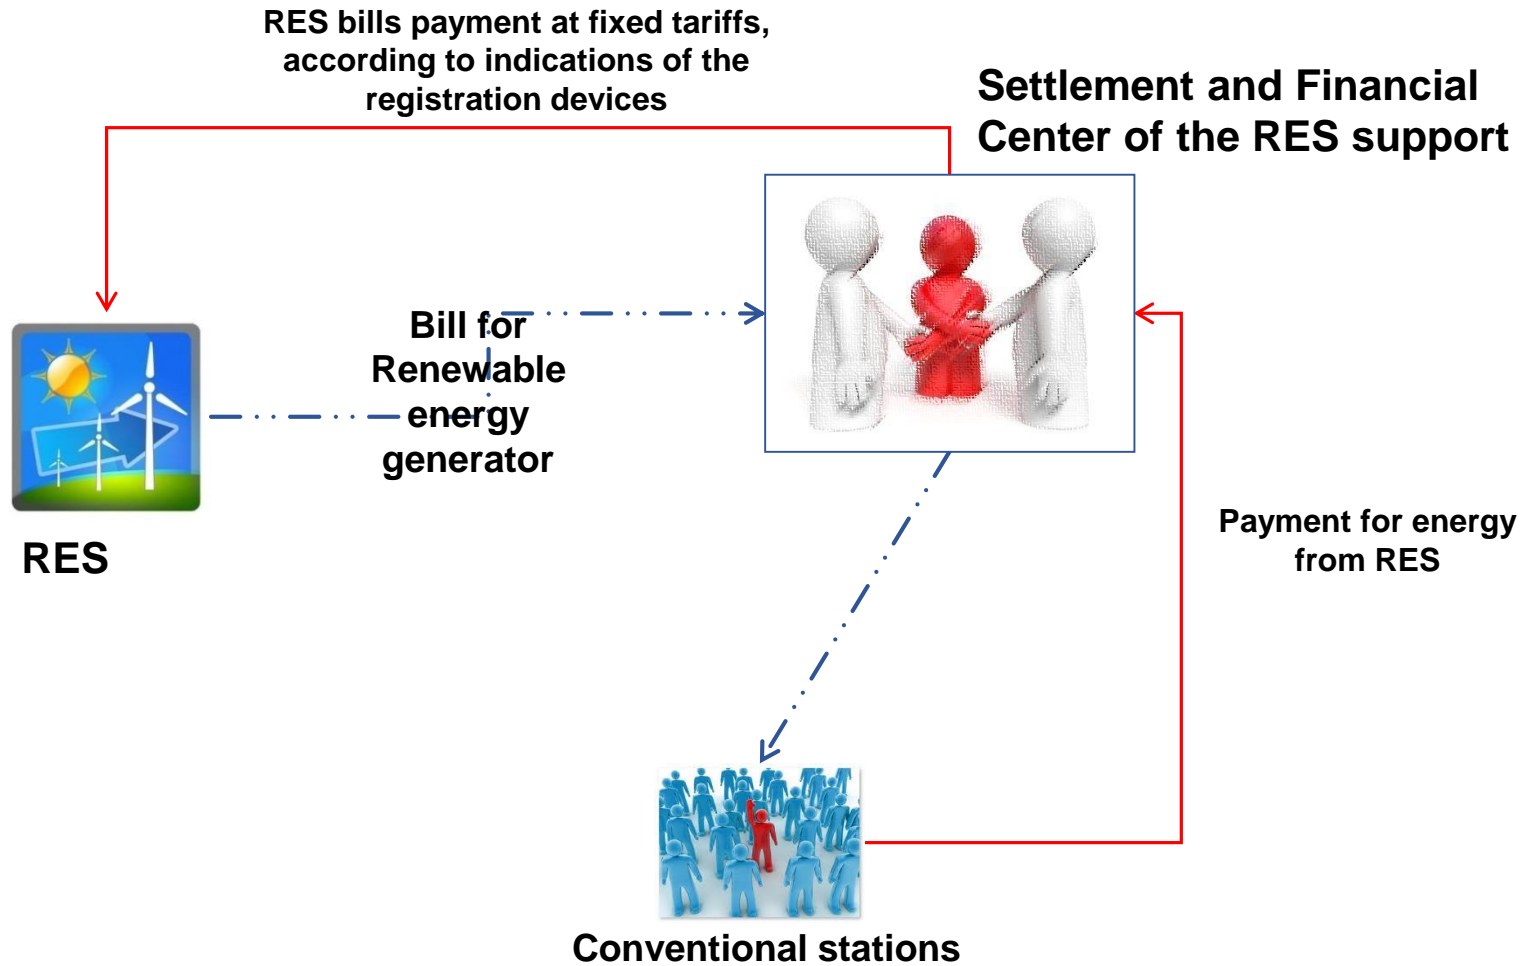 RES bills payment at fixed tariffs,
according to indications of the
registration devices
Settlement and Financial
Center of the RES support
Bill for
Renewable
energy
generator
RES
Payment for energy
from RES
Conventional stations